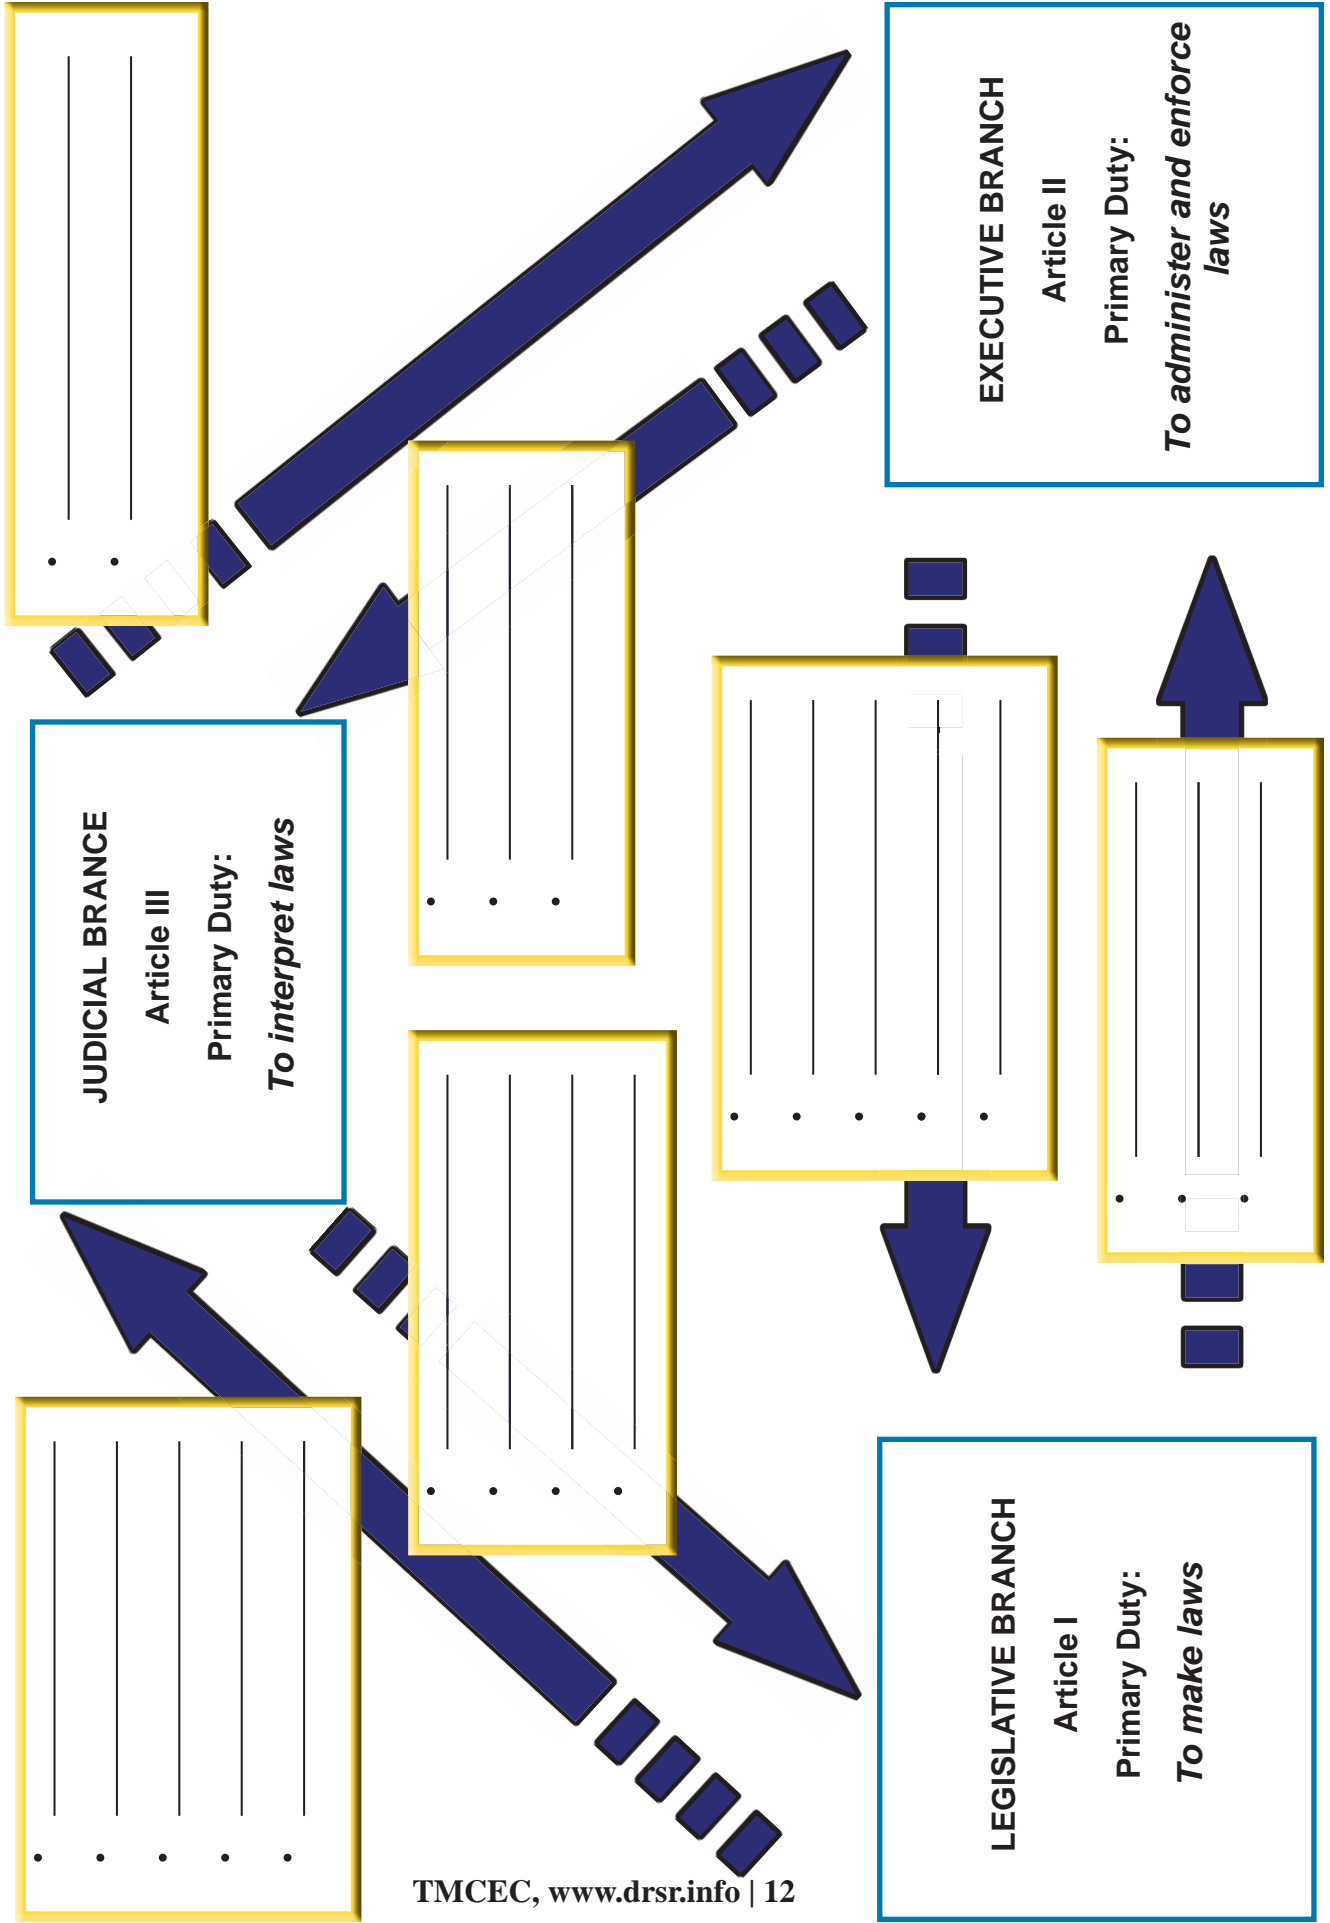 JUDICIAL BRANCE
Article III
Primary Duty:
To interpret laws
LEGISLATIVE BRANCH
Article I
Primary Duty:
To make laws
EXECUTIVE BRANCH
Article II
Primary Duty:
To administer and enforce
laws
TMCEC, www.drsr.info | 12